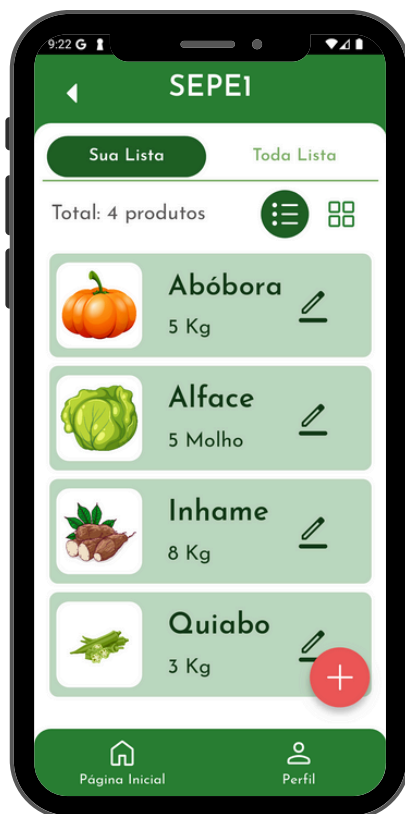 9:22 G
SEPE1
Sua Lista
Toda Lista
Total: 4 produtos
Abóbora
5 Kg
Alface
5 Molho
Inhame
8 Kg
Quiabo
3 Kg
Página Inicial
Perfil